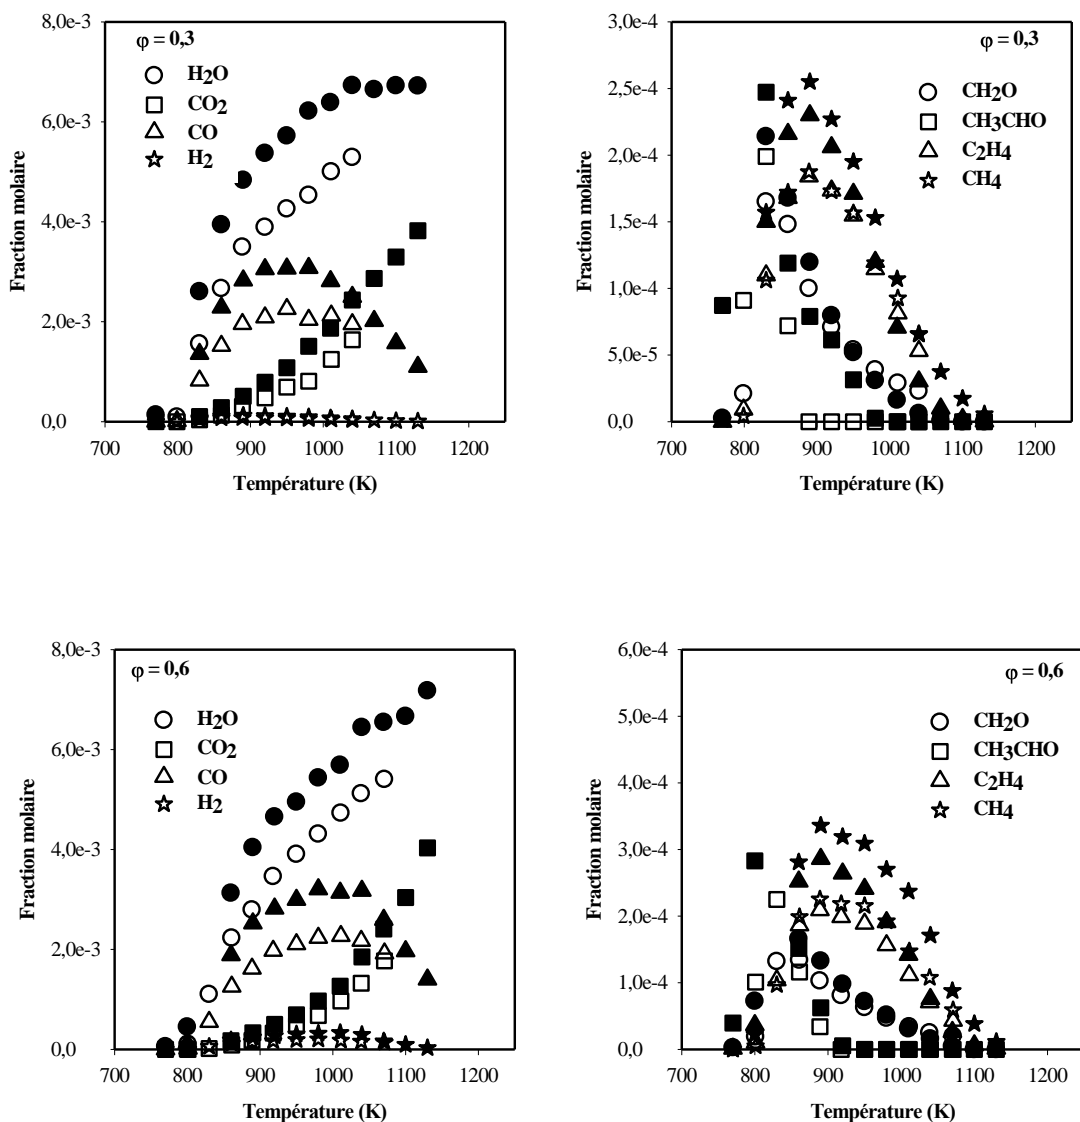 8,0e-3
φ = 0,3
H2O
CO2
CO
H2
6,0e-3
4,0e-3
2,0e-3
0,0
700 800 900 1000 1100 1200
Température (K)
Fraction molaire
3,0e-4
φ = 0,3
CH2O
CH3CHO
C2H4
CH4
2,5e-4
2,0e-4
1,5e-4
1,0e-4
5,0e-5
0,0
700 800 900 1000 1100 1200
Température (K)
Fraction molaire
8,0e-3
φ = 0,6
H2O
CO2
CO
H2
6,0e-3
4,0e-3
2,0e-3
0,0
700 800 900 1000 1100 1200
Température (K)
Fraction molaire
6,0e-4
φ = 0,6
CH2O
CH3CHO
C2H4
CH4
5,0e-4
4,0e-4
3,0e-4
2,0e-4
1,0e-4
0,0
700 800 900 1000 1100 1200
Température (K)
Fraction molaire